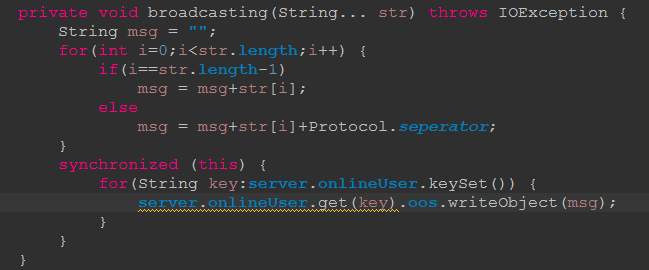 private void broadcasting(String... str) throws IOException {
    String msg = "";
    for(int i=0;i<str.length;i++) {
        if(i==str.length-1)
            msg = msg+str[i];
        else
            msg = msg+str[i]+Protocol.seperator;
    }
    synchronized (this) {
        for(String key:server.onlineUser.keySet()) {
            server.onlineUser.get(key).oos.writeObject(msg);
        }
    }
}